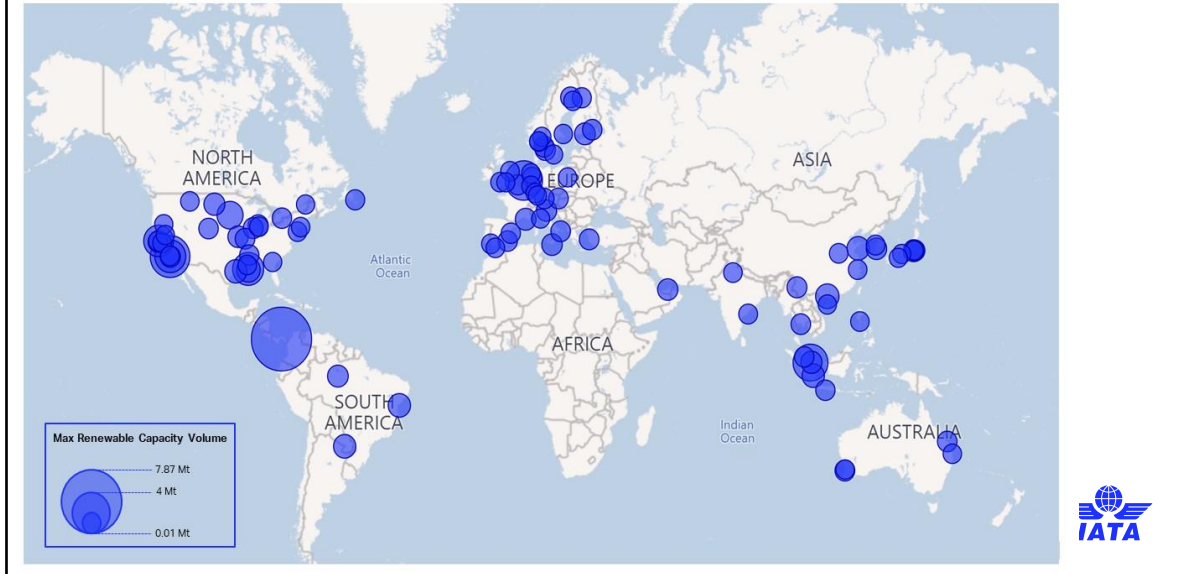 NORTH
AMERICA
ASIA
EUROPE
Atlantic
Ocean
AFRICA
SOUTH
AMERICA
Indian
Ocean
AUSTRALIA
Max Renewable Capacity Volume
7.87 Mt
4 Mt
0.01 Mt
IATA